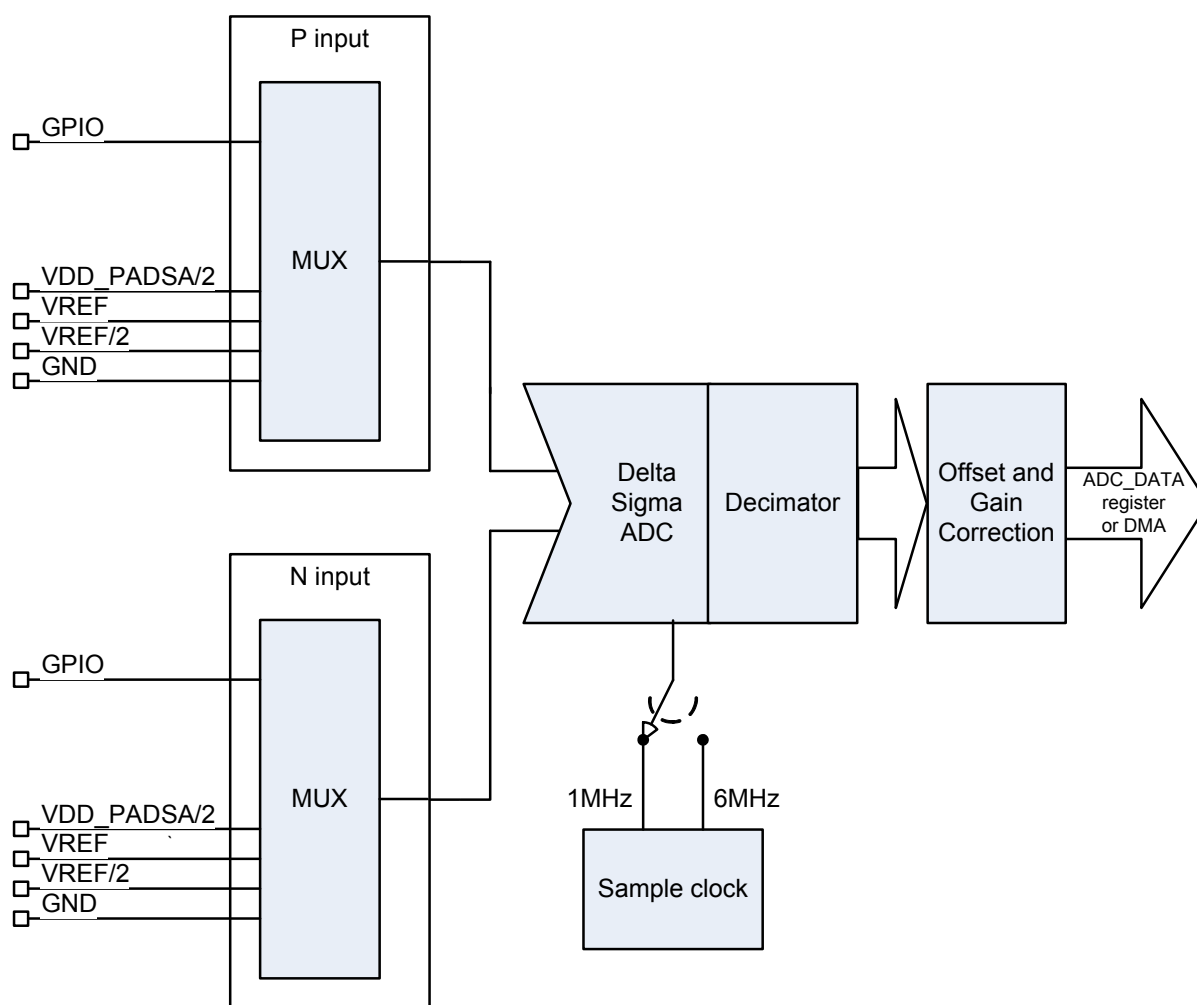 P input
GPIO
MUX
VDD_PADSA/2
VREF
VREF/2
GND
Delta
Sigma
ADC
Decimator
Offset and
Gain
Correction
ADC_DATA
register
or DMA
N input
GPIO
MUX
VDD_PADSA/2
VREF
VREF/2
GND
1MHz
6MHz
Sample clock